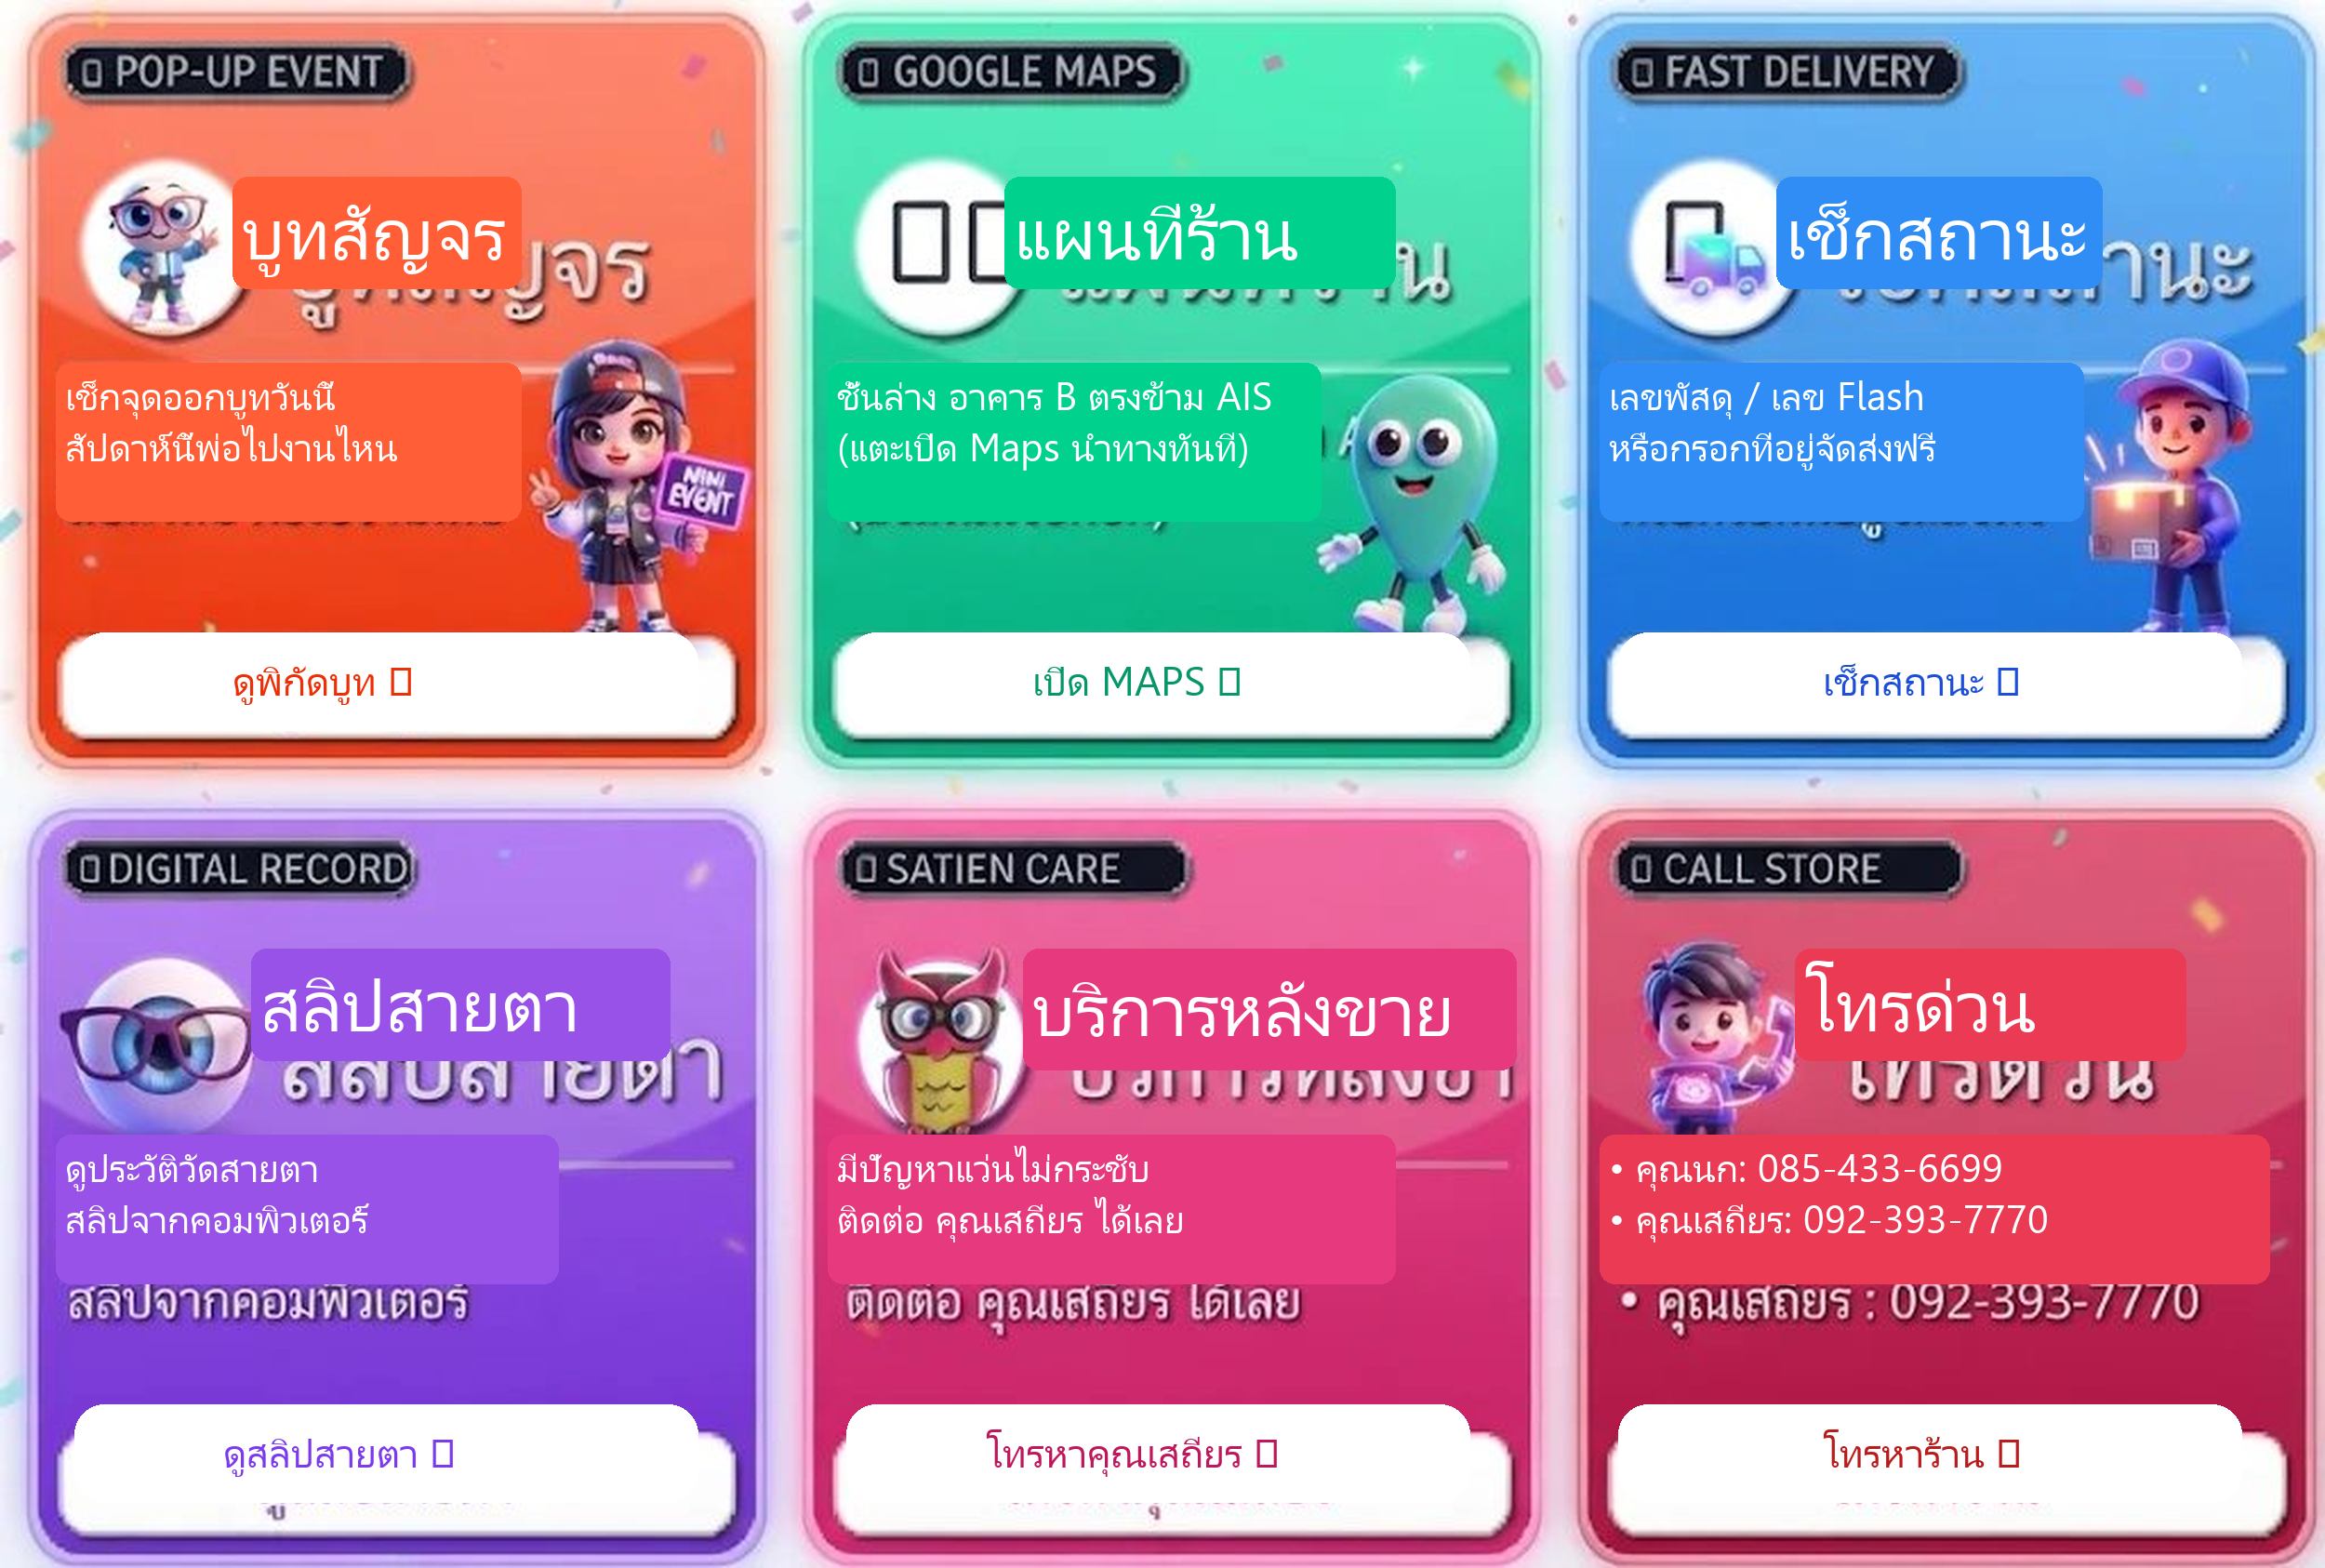 POP-UP EVENT
บูทสัญจร
เช็กจุดออกบูทวันนี้
สัปดาห์นี้พ่อไปงานไหน
NINI EVENT
ดูพิกัดบูท
GOOGLE MAPS
แผนที่ร้าน
ชั้นล่าง อาคาร B ตรงข้าม AIS
(แตะเปิด Maps นำทางทันที)
เปิด MAPS
FAST DELIVERY
เช็กสถานะ
เลขพัสดุ / เลข Flash
หรือกรอกที่อยู่จัดส่งฟรี
เช็กสถานะ
DIGITAL RECORD
สลิปสายตา
สลิปสายตา
ดูประวัติวัดสายตา
สลิปจากคอมพิวเตอร์
สลิปจากคอมพิวเตอร์
ดูสลิปสายตา
SATIEN CARE
บริการหลังขาย
มีปัญหาแว่นไม่กระชับ
ติดต่อ คุณเสถียร ได้เลย
ติดต่อ คุณเสถียร ได้เลย
โทรหาคุณเสถียร
CALL STORE
โทรด่วน
โทรด่วน
• คุณนก: 085-433-6699
• คุณเสถียร: 092-393-7770
• คุณเสถียร : 092-393-7770
โทรหาร้าน